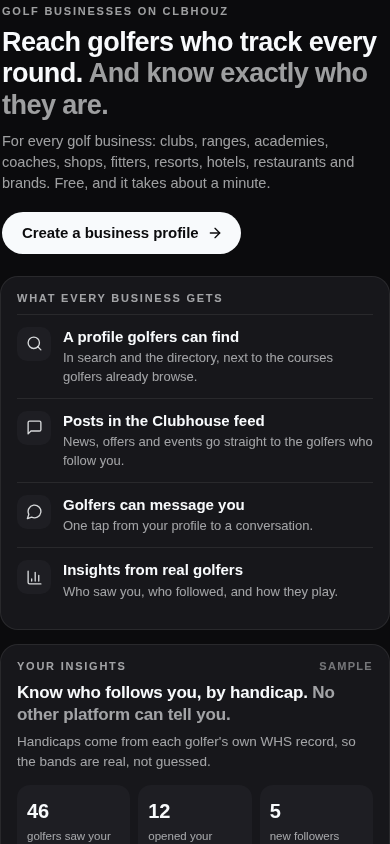 GOLF BUSINESSES ON CLBHOUZ
Reach golfers who track every
round. And know exactly who
they are.
For every golf business: clubs, ranges, academies,
coaches, shops, fitters, resorts, hotels, restaurants and
brands. Free, and it takes about a minute.
Create a business profile →
WHAT EVERY BUSINESS GETS
A profile golfers can find
In search and the directory, next to the courses
golfers already browse.
Posts in the Clubhouse feed
News, offers and events go straight to the golfers who
follow you.
Golfers can message you
One tap from your profile to a conversation.
Insights from real golfers
Who saw you, who followed, and how they play.
YOUR INSIGHTS SAMPLE
Know who follows you, by handicap. No
other platform can tell you.
Handicaps come from each golfer's own WHS record, so
the bands are real, not guessed.
46 12 5
golfers saw your opened your new followers